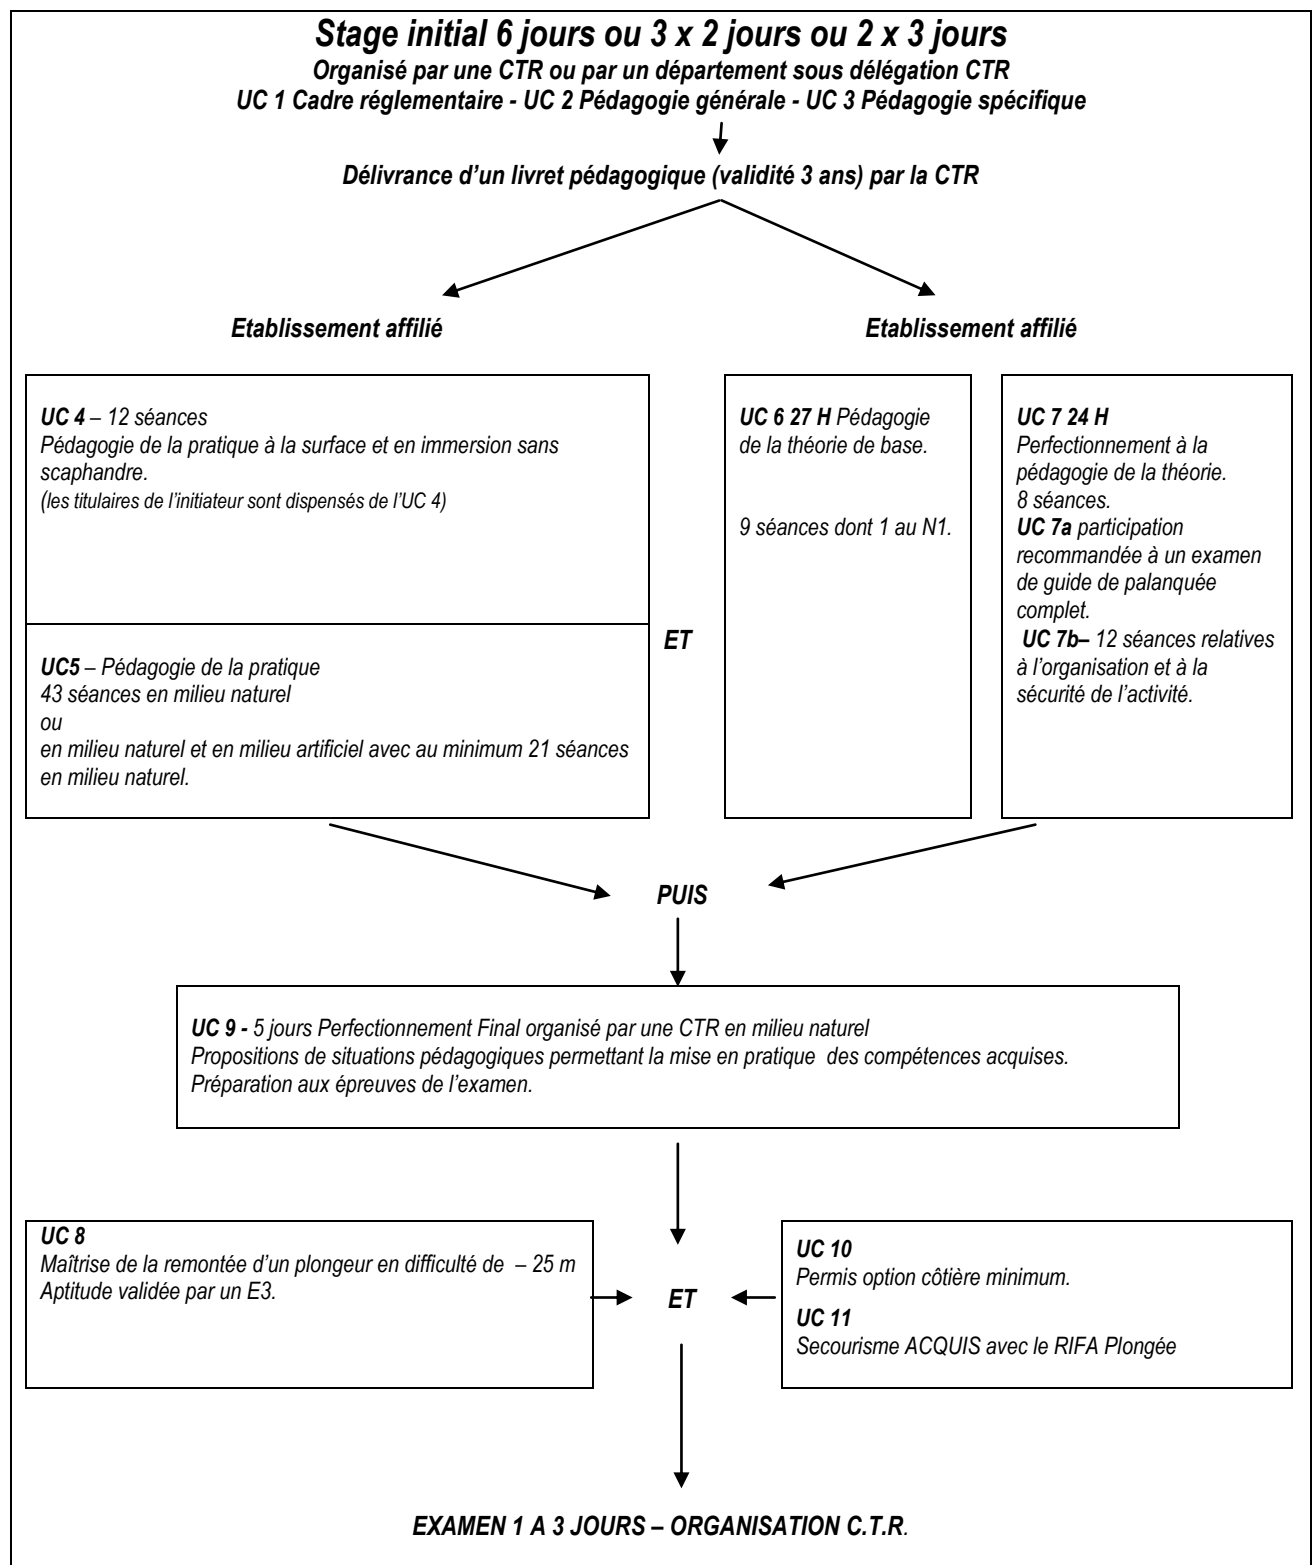 Stage initial 6 jours ou 3 x 2 jours ou 2 x 3 jours
Organisé par une CTR ou par un département sous délégation CTR
UC 1 Cadre réglementaire - UC 2 Pédagogie générale - UC 3 Pédagogie spécifique
Délivrance d’un livret pédagogique (validité 3 ans) par la CTR
Etablissement affilié
Etablissement affilié
UC 4 – 12 séances
Pédagogie de la pratique à la surface et en immersion sans
scaphandre.
(les titulaires de l’initiateur sont dispensés de l’UC 4)
UC5 – Pédagogie de la pratique
43 séances en milieu naturel
ou
en milieu naturel et en milieu artificiel avec au minimum 21 séances
en milieu naturel.
ET
UC 6 27 H Pédagogie
de la théorie de base.
9 séances dont 1 au N1.
UC 7 24 H
Perfectionnement à la
pédagogie de la théorie.
8 séances.
UC 7a participation
recommandée à un examen
de guide de palanquée
complet.
UC 7b– 12 séances relatives
à l’organisation et à la
sécurité de l’activité.
PUIS
UC 9 - 5 jours Perfectionnement Final organisé par une CTR en milieu naturel
Propositions de situations pédagogiques permettant la mise en pratique des compétences acquises.
Préparation aux épreuves de l’examen.
UC 8
Maîtrise de la remontée d’un plongeur en difficulté de – 25 m
Aptitude validée par un E3.
ET
UC 10
Permis option côtière minimum.
UC 11
Secourisme ACQUIS avec le RIFA Plongée
EXAMEN 1 A 3 JOURS – ORGANISATION C.T.R.